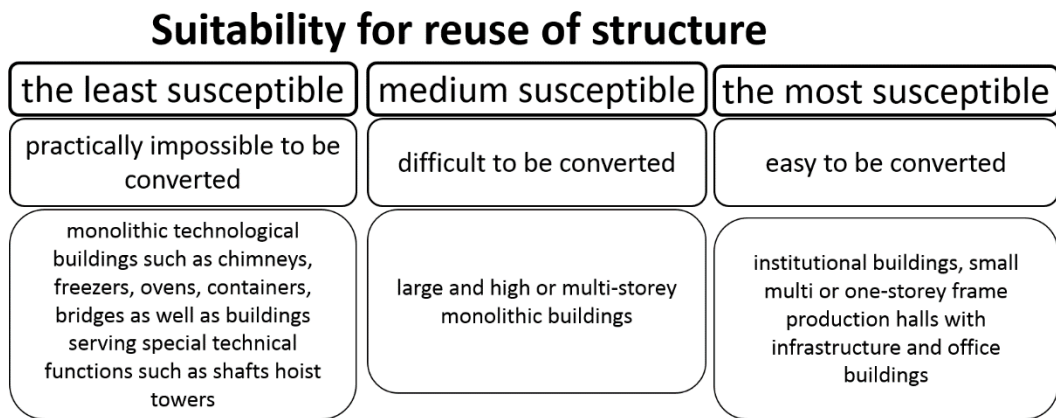 Suitability for reuse of structure
the least susceptible
medium susceptible
the most susceptible
practically impossible to be
converted
difficult to be converted
easy to be converted
monolithic technological
buildings such as chimneys,
freezers, ovens, containers,
bridges as well as buildings
serving special technical
functions such as shafts hoist
towers
large and high or multi-storey
monolithic buildings
institutional buildings, small
multi or one-storey frame
production halls with
infrastructure and office
buildings